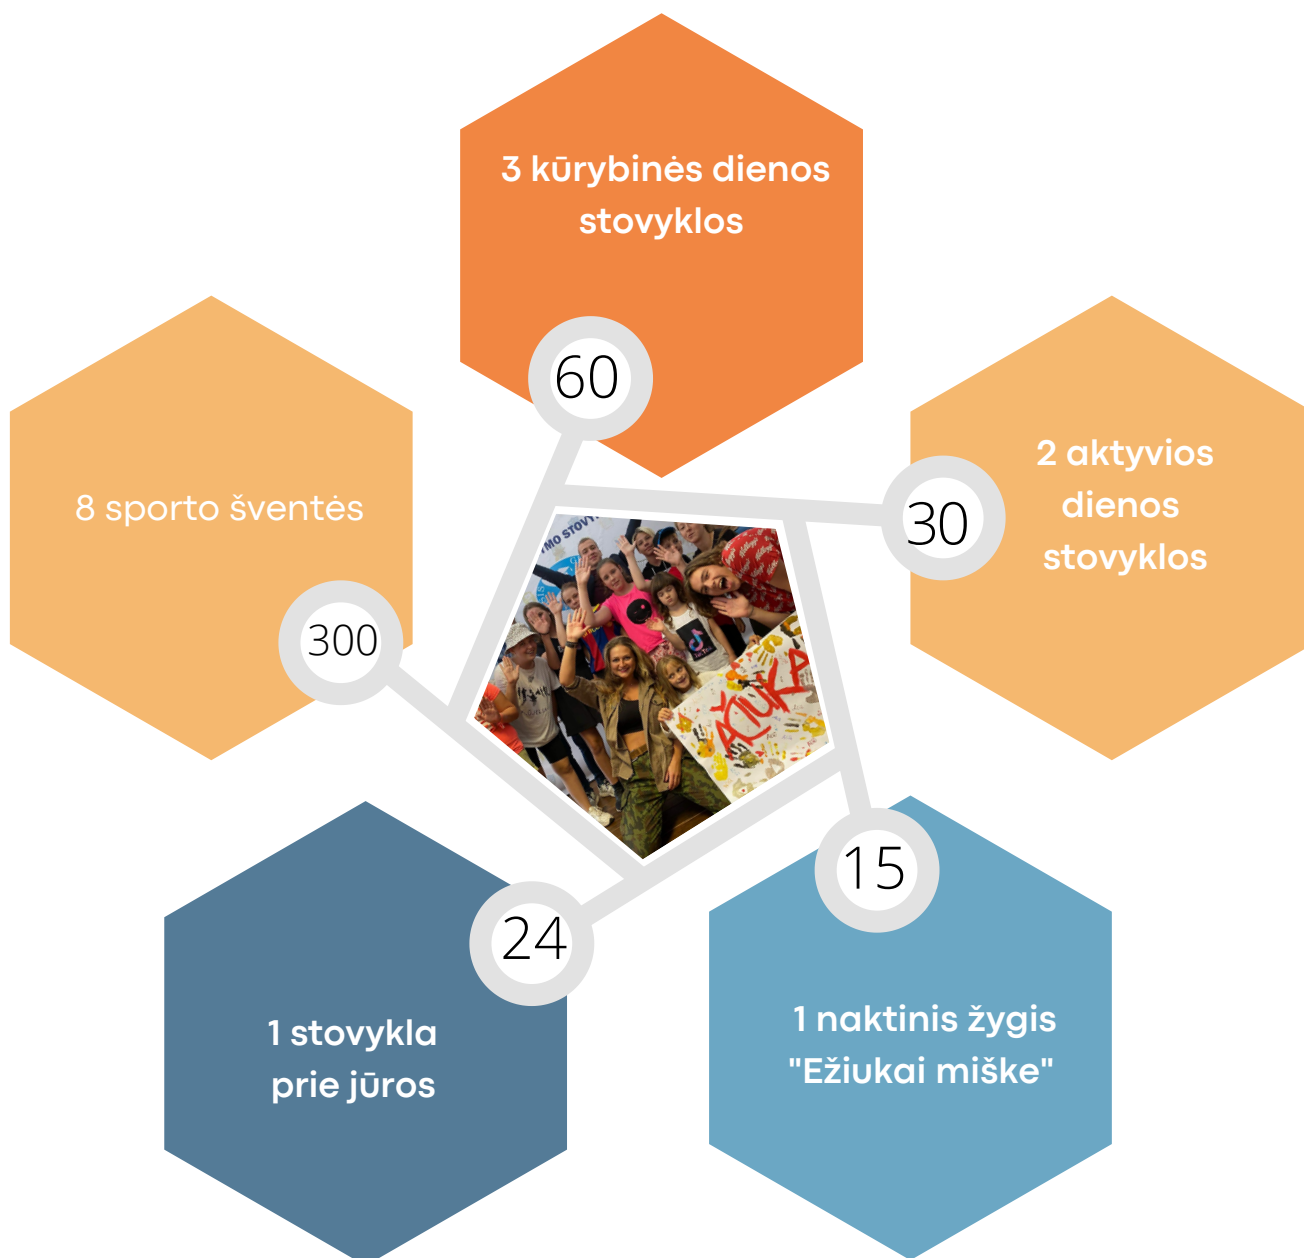 3 kūrybinės dienos
stovyklos
60
2 aktyvios
dienos
stovyklos
30
8 sporto šventės
300
AČIŪKA
15
1 naktinis žygis
"Ežiukai miške"
24
1 stovykla
prie jūros